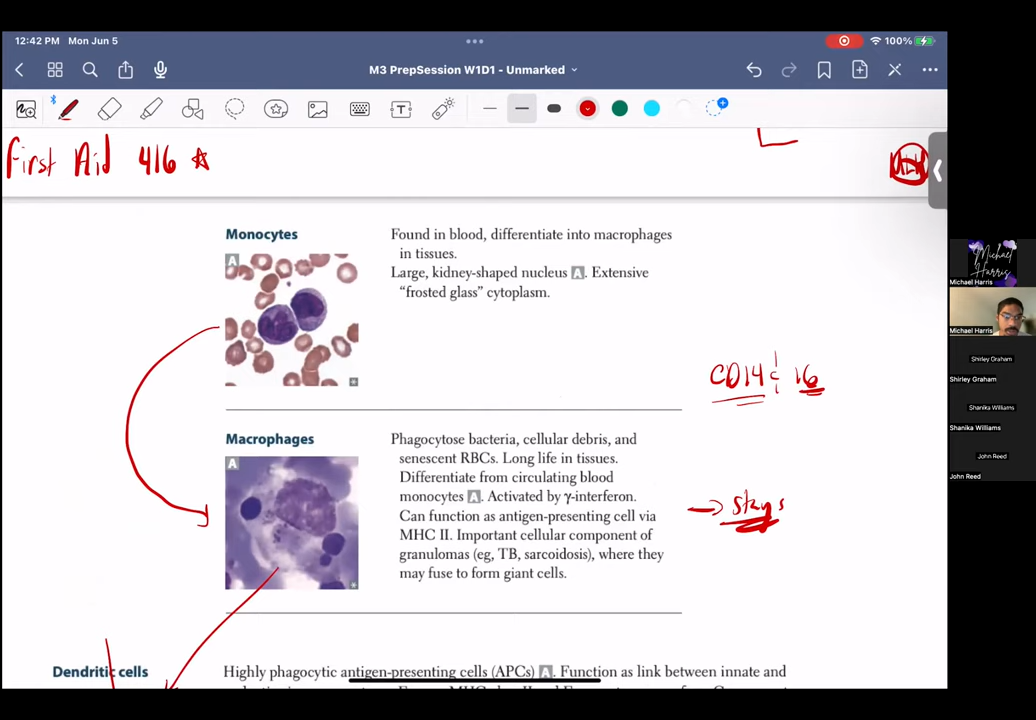 12:42 PM Mon Jun 5
100%
M3 PrepSession W1D1 - Unmarked
First Aid 416
Monocytes
Found in blood, differentiate into macrophages
in tissues.
Large, kidney-shaped nucleus A. Extensive
“frosted glass” cytoplasm.
A
CD14 & 16
Macrophages
Phagocytose bacteria, cellular debris, and
senescent RBCs. Long life in tissues.
Differentiate from circulating blood
monocytes A. Activated by γ-interferon.
Can function as antigen-presenting cell via
MHC II. Important cellular component of
granulomas (eg, TB, sarcoidosis), where they
may fuse to form giant cells.
A
→ stays
Dendritic cells
Highly phagocytic antigen-presenting cells (APCs) A. Function as link between innate and
Michael
Harris
Michael Harris
Michael Harris
Shirley Graham
Shirley Graham
Shanika Williams
Shanika Williams
John Reed
John Reed